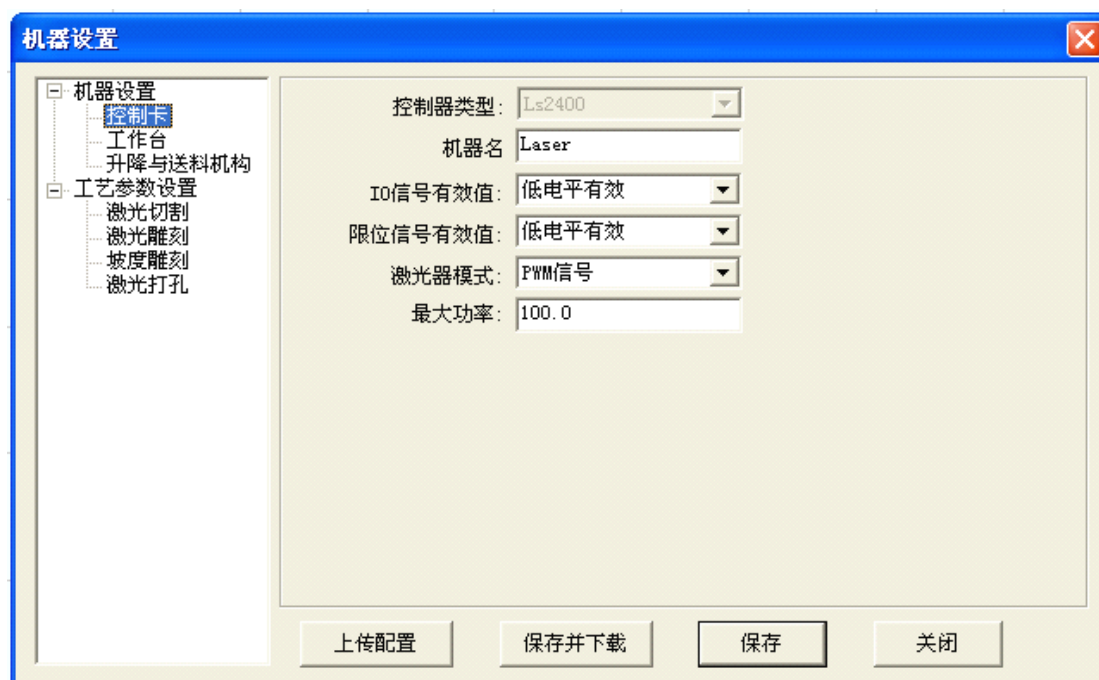 机器设置
机器设置
控制卡
工作台
升降与送料机构
工艺参数设置
激光切割
激光雕刻
坡度雕刻
激光打孔
控制器类型: Ls2400
机器名 Laser
IO信号有效值: 低电平有效
限位信号有效值: 低电平有效
激光器模式: PWM信号
最大功率: 100.0
上传配置 保存并下载 保存 关闭